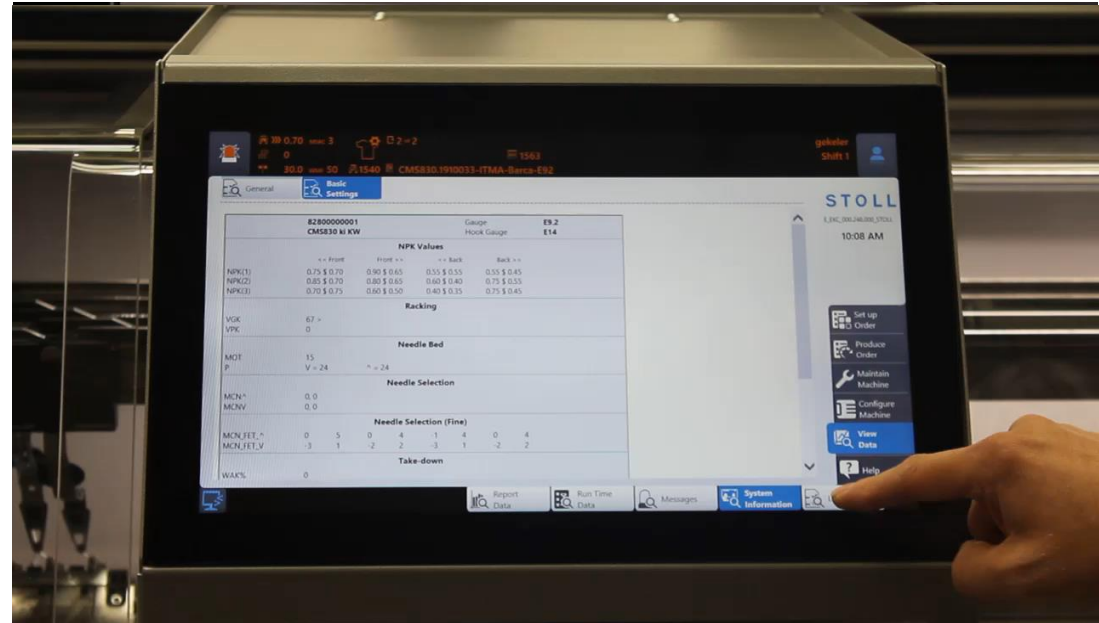 0.70 MSEC 3 2→2
0 1563
30.0 50 1540 CMS830.1910033-ITMA-Barca-E92
gekeler
Shift 1
General
Basic
Settings
STOLL
10:08 AM
82800000001 Gauge E9.2
CMS830 ki KW Hook Gauge E14
NPK Values
<< Front Front >> << Back Back >>
NPK(1) 0.75 $ 0.70 0.90 $ 0.65 0.55 $ 0.55 0.55 $ 0.45
NPK(2) 0.85 $ 0.70 0.80 $ 0.65 0.60 $ 0.40 0.75 $ 0.55
NPK(3) 0.70 $ 0.75 0.60 $ 0.50 0.40 $ 0.35 0.75 $ 0.45
Racking
VGK 67 =
VPK 0
Needle Bed
MOT 15
P V = 24 ^ = 24
Needle Selection
MCN^ 0, 0
MCNV 0, 0
Needle Selection (Fine)
MCN_FET_^ 0 5 0 4 -1 4 0 4
MCN_FET_V -3 1 -2 2 -3 1 -2 2
Take-down
WAK% 0
Set up
Order
Produce
Order
Maintain
Machine
Configure
Machine
View
Data
Help
Report
Data
Run Time
Data
Messages
System
Information